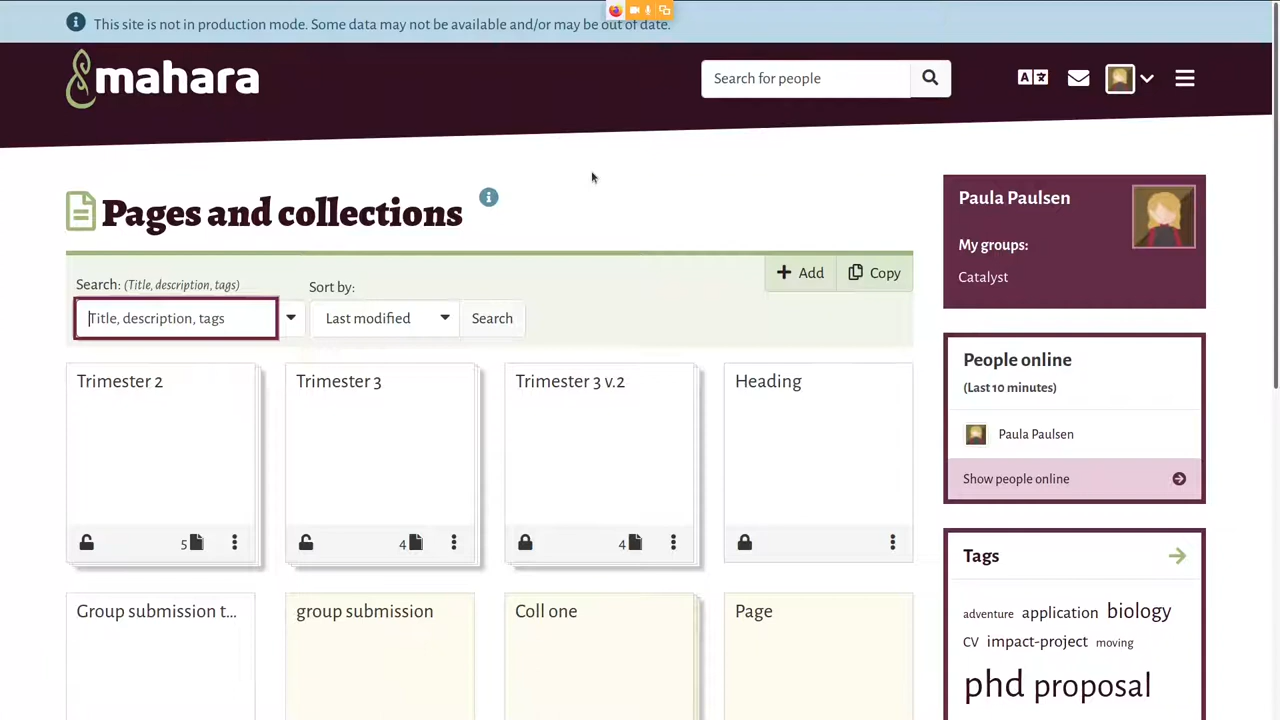 This site is not in production mode. Some data may not be available and/or may be out of date.
mahara
Search for people
Pages and collections
Add
Copy
Search: (Title, description, tags)
Sort by:
Title, description, tags
Last modified
Search
Trimester 2
Trimester 3
Trimester 3 v.2
Heading
5
4
4
Group submission t...
group submission
Coll one
Page
Paula Paulsen
My groups:
Catalyst
People online
(Last 10 minutes)
Paula Paulsen
Show people online
Tags
adventure application biology
CV impact-project moving
phd proposal